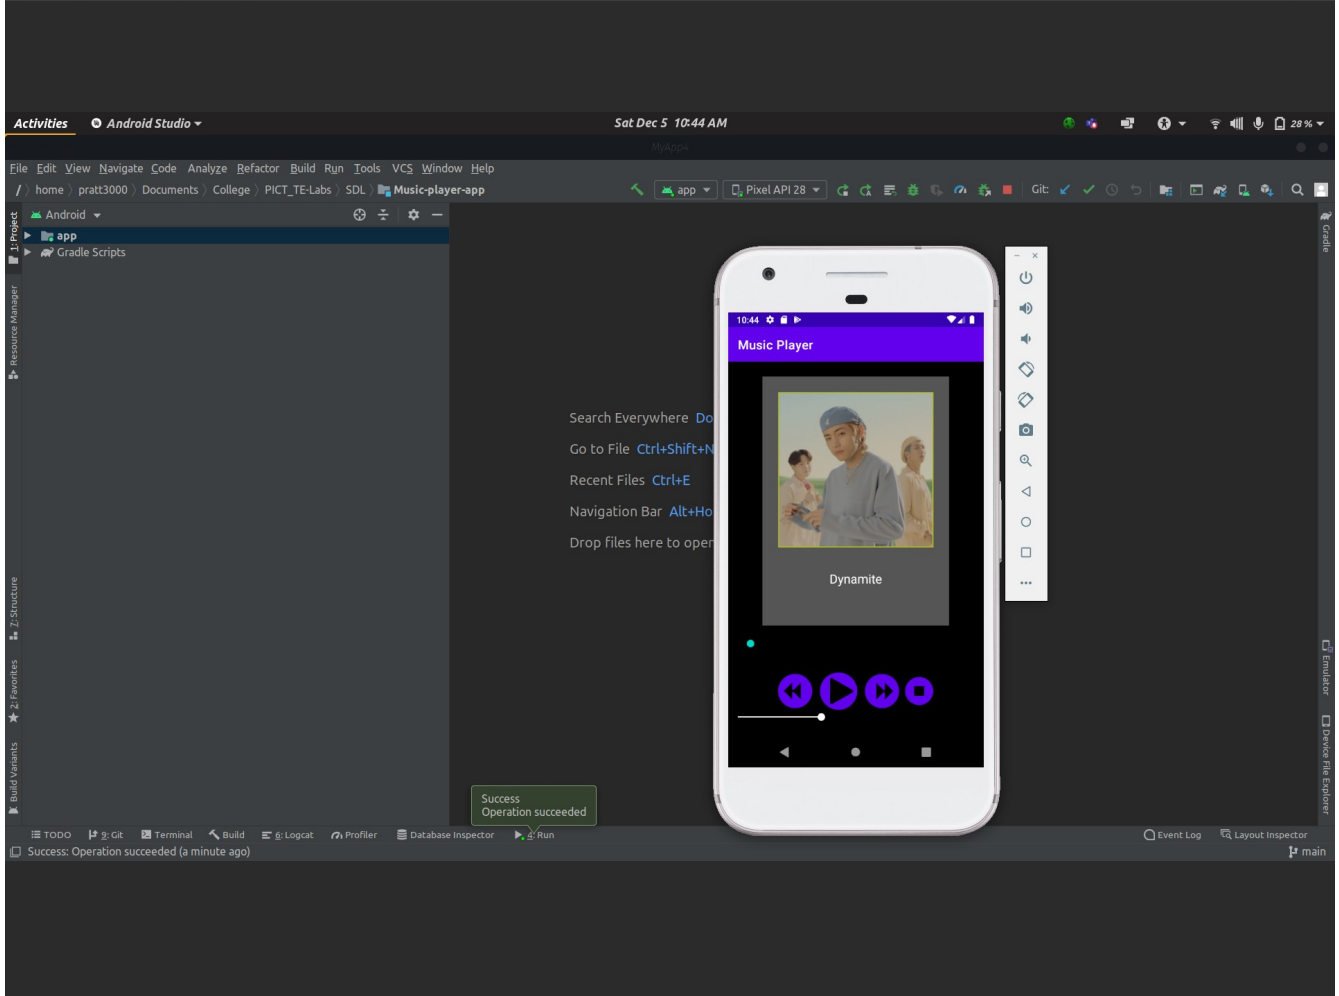 Activities Android Studio Sat Dec 5 10:44 AM 28 %
MyApp4
File Edit View Navigate Code Analyze Refactor Build Run Tools VCS Window Help
/ home pratt3000 Documents College PICT_TE-Labs SDL Music-player-app app Pixel API 28 Git:
1: Project
Android
app
Gradle Scripts
Resource Manager
Z: Structure
2: Favorites
Build Variants
Search Everywhere Do
Go to File Ctrl+Shift+N
Recent Files Ctrl+E
Navigation Bar Alt+Ho
Drop files here to oper
10:44
Music Player
Dynamite
Gradle
Emulator
Device File Explorer
Success
Operation succeeded
TODO 9: Git Terminal Build 6: Logcat Profiler Database Inspector 4: Run Event Log Layout Inspector
Success: Operation succeeded (a minute ago) main